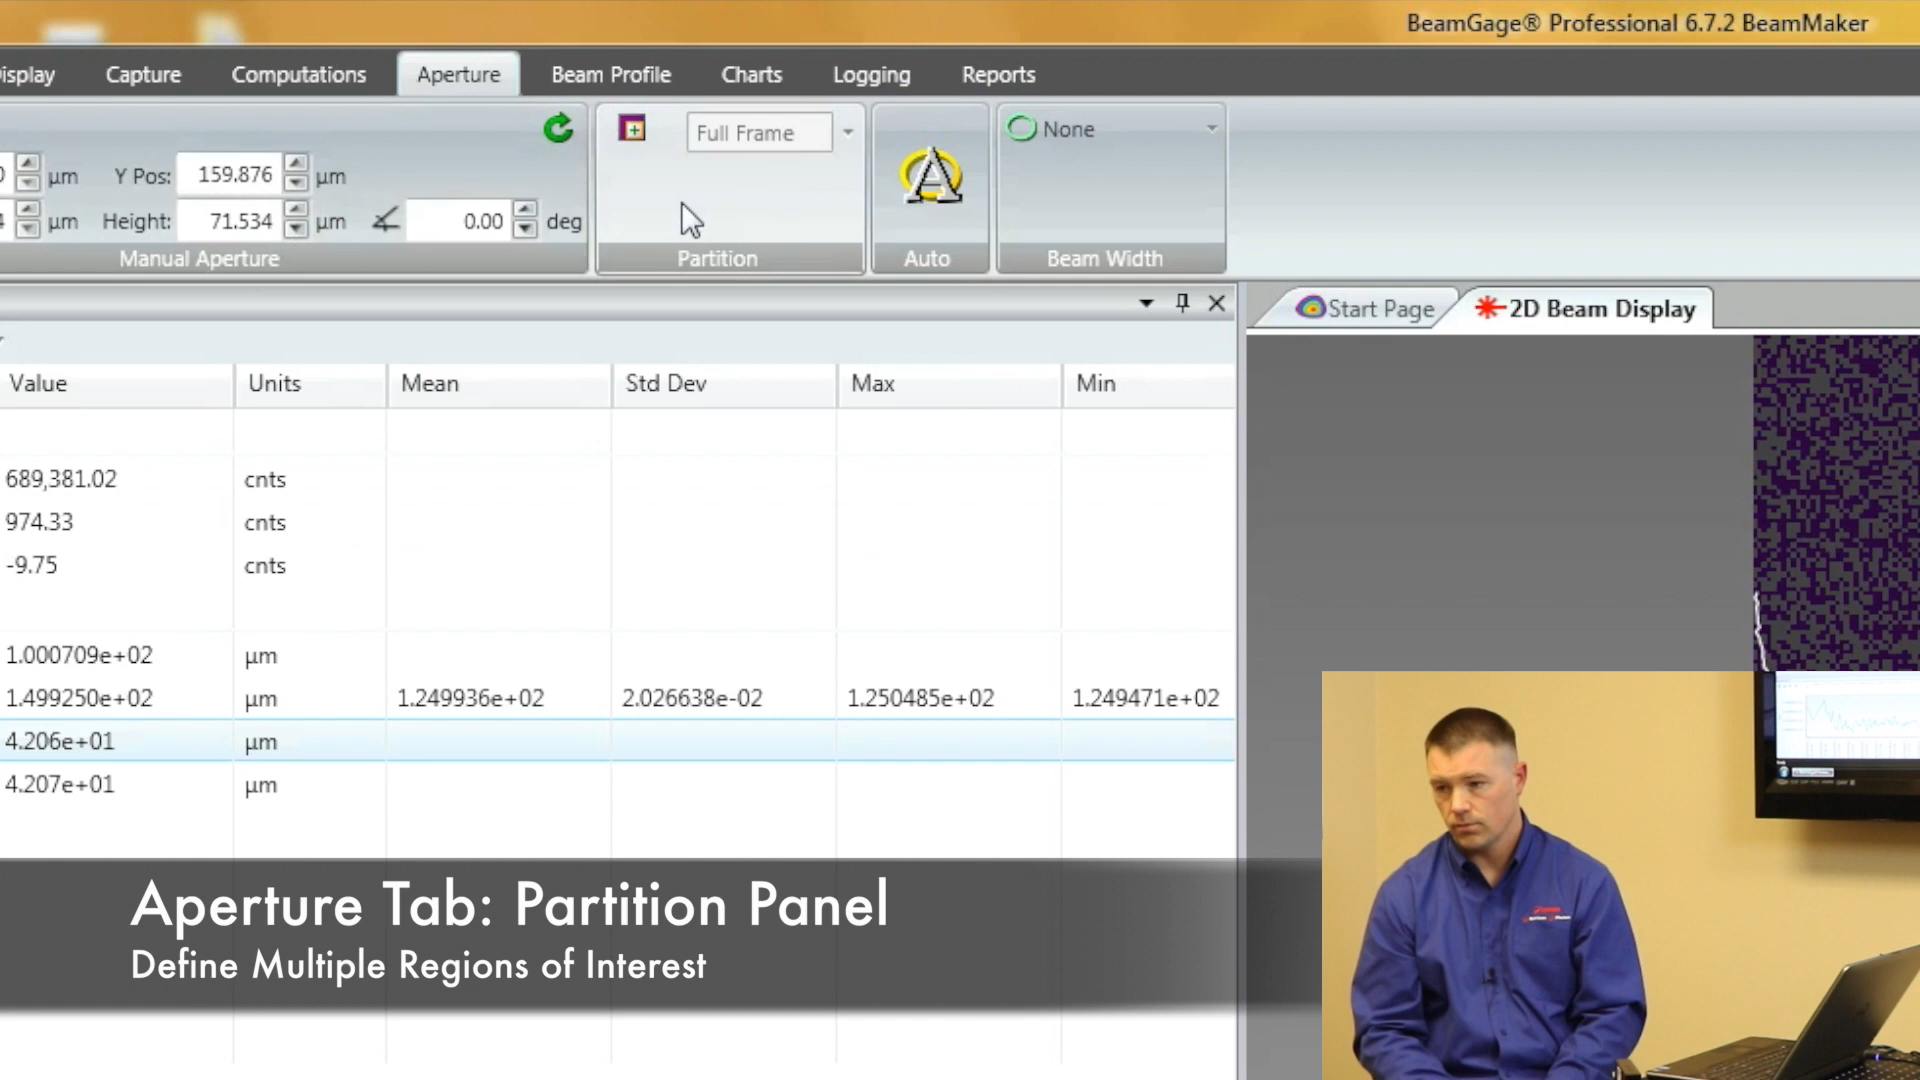 BeamGage® Professional 6.7.2 BeamMaker
isplay Capture Computations Aperture Beam Profile Charts Logging Reports
Full Frame None
µm Y Pos: 159.876 µm
µm Height: 71.534 µm 0.00 deg
Manual Aperture Partition Auto Beam Width
Start Page 2D Beam Display
Value Units Mean Std Dev Max Min
689,381.02 cnts
974.33 cnts
-9.75 cnts
1.000709e+02 µm
1.499250e+02 µm 1.249936e+02 2.026638e-02 1.250485e+02 1.249471e+02
4.206e+01 µm
4.207e+01 µm
Aperture Tab: Partition Panel
Define Multiple Regions of Interest